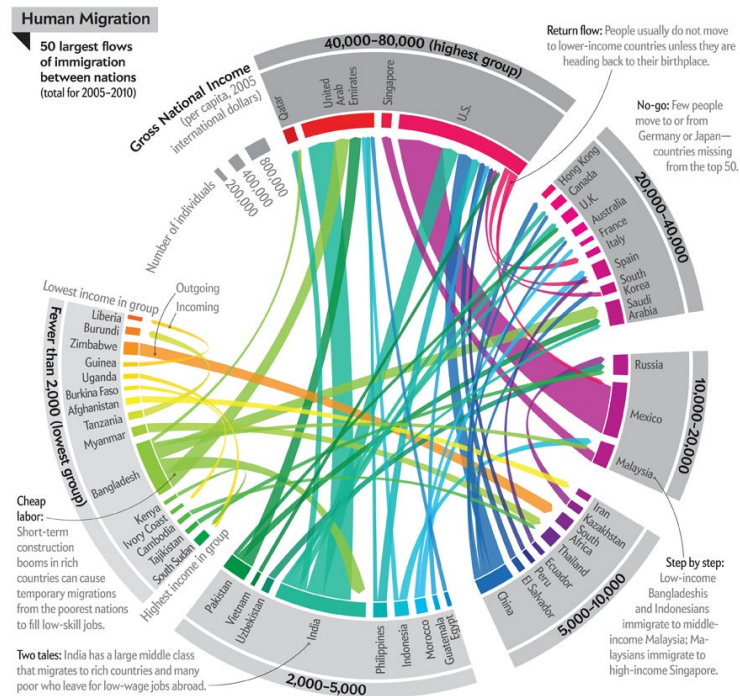 Human Migration
50 largest flows
of immigration
between nations
(total for 2005–2010)
Gross National Income
(per capita, 2005
international dollars)
Number of individuals
200,000
400,000
800,000
40,000–80,000 (highest group)
Qatar
United
Arab
Emirates
Singapore
U.S.
Return flow: People usually do not move
to lower-income countries unless they are
heading back to their birthplace.
No-go: Few people
move to or from
Germany or Japan—
countries missing
from the top 50.
20,000–40,000
Hong Kong
Canada
U.K.
Australia
France
Italy
Spain
South
Korea
Saudi
Arabia
10,000–20,000
Russia
Mexico
Malaysia
5,000–10,000
Iran
Kazakhstan
South
Africa
Thailand
Ecuador
Peru
El Salvador
China
Step by step:
Low-income
Bangladeshis
and Indonesians
immigrate to middle-
income Malaysia; Ma-
laysians immigrate to
high-income Singapore.
2,000–5,000
Egypt
Guatemala
Morocco
Indonesia
Philippines
India
Uzbekistan
Vietnam
Pakistan
Two tales: India has a large middle class
that migrates to rich countries and many
poor who leave for low-wage jobs abroad.
Fewer than 2,000 (lowest group)
Lowest income in group
Outgoing
Incoming
Liberia
Burundi
Zimbabwe
Guinea
Uganda
Burkina Faso
Afghanistan
Tanzania
Myanmar
Bangladesh
Kenya
Ivory Coast
Cambodia
Tajikistan
South Sudan
Highest income in group
Cheap
labor:
Short-term
construction
booms in rich
countries can cause
temporary migrations
from the poorest nations
to fill low-skill jobs.